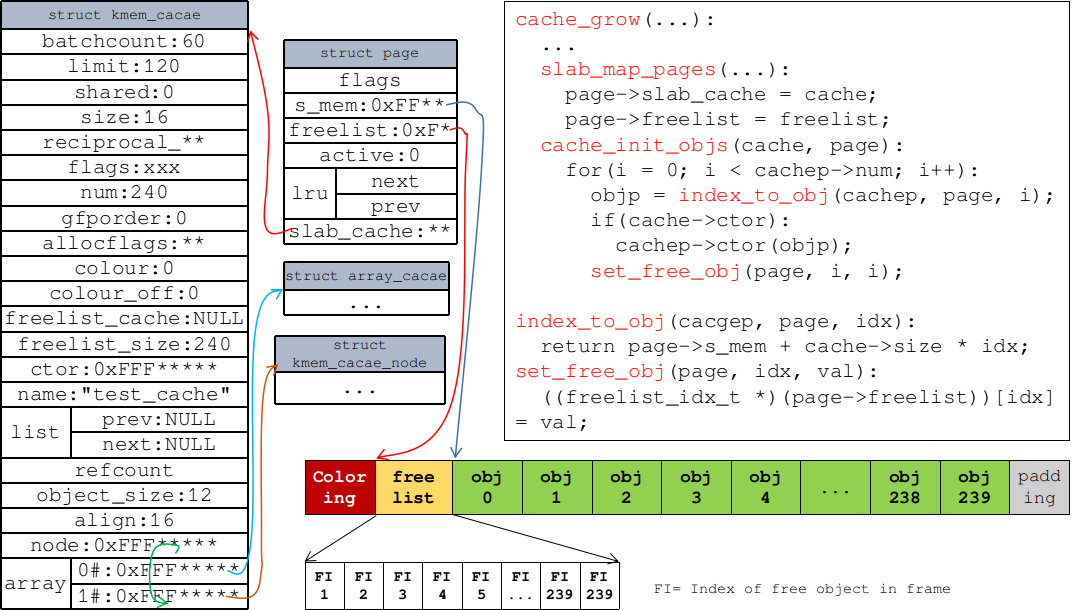 struct kmem_cacae
batchcount:60
limit:120
shared:0
size:16
reciprocal_**
flags:xxx
num:240
gfporder:0
allocflags:**
colour:0
colour_off:0
freelist_cache:NULL
freelist_size:240
ctor:0xFFF*****
name:"test_cache"
list
prev:NULL
next:NULL
refcount
object_size:12
align:16
node:0xFFF*****
array
0#:0xFFF*****
1#:0xFFF*****
struct page
flags
s_mem:0xFF**
freelist:0xF*
active:0
lru
next
prev
slab_cache:**
struct array_cacae
...
struct
kmem_cacae_node
...
cache_grow(...):
...
slab_map_pages(...):
page->slab_cache = cache;
page->freelist = freelist;
cache_init_objs(cache, page):
for(i = 0; i < cachep->num; i++):
objp = index_to_obj(cachep, page, i);
if(cache->ctor):
cachep->ctor(objp);
set_free_obj(page, i, i);
index_to_obj(cacgep, page, idx):
return page->s_mem + cache->size * idx;
set_free_obj(page, idx, val):
((freelist_idx_t *)(page->freelist))[idx]
= val;
Color
ing
free
list
obj
0
obj
1
obj
2
obj
3
obj
4
...
obj
238
obj
239
padd
ing
FI
1
FI
2
FI
3
FI
4
FI
5
FI
...
FI
239
FI
239
FI= Index of free object in frame